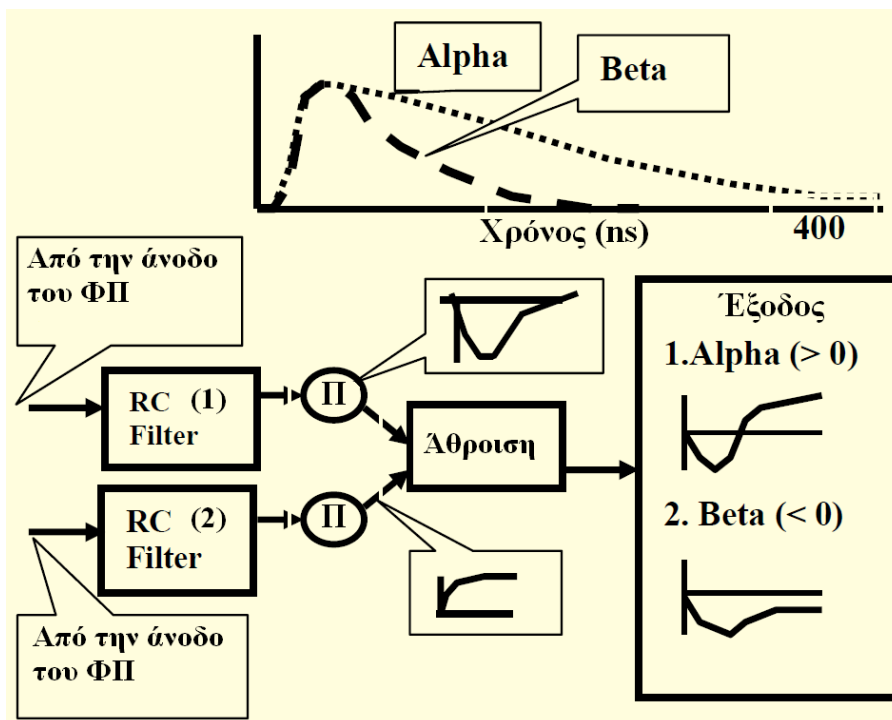 Alpha
Beta
Χρόνος (ns)
400
Από την άνοδο
του ΦΠ
RC (1)
Filter
Π
Άθροιση
RC (2)
Filter
Π
Από την άνοδο
του ΦΠ
Έξοδος
1.Alpha (> 0)
2. Beta (< 0)